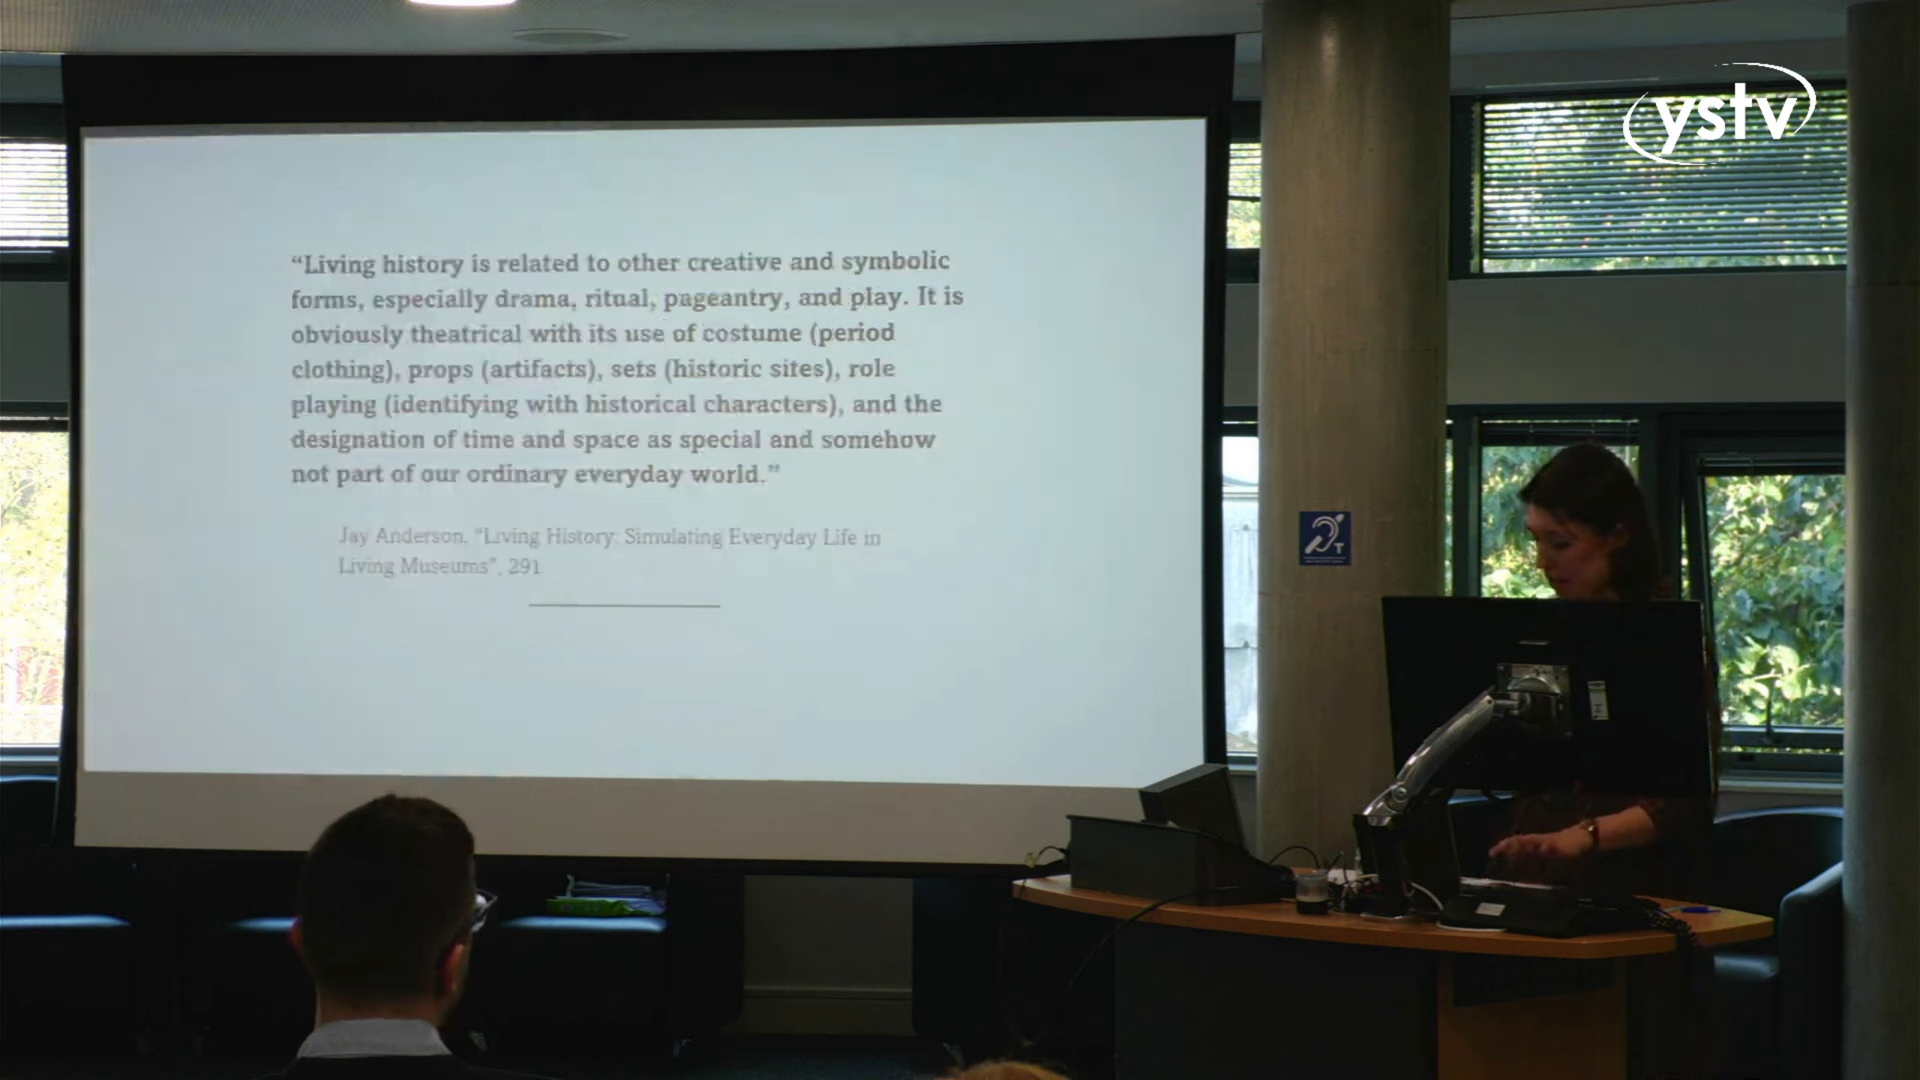 ystv
“Living history is related to other creative and symbolic
forms, especially drama, ritual, pageantry, and play. It is
obviously theatrical with its use of costume (period
clothing), props (artifacts), sets (historic sites), role
playing (identifying with historical characters), and the
designation of time and space as special and somehow
not part of our ordinary everyday world.”
Jay Anderson, “Living History: Simulating Everyday Life in
Living Museums”, 291
T